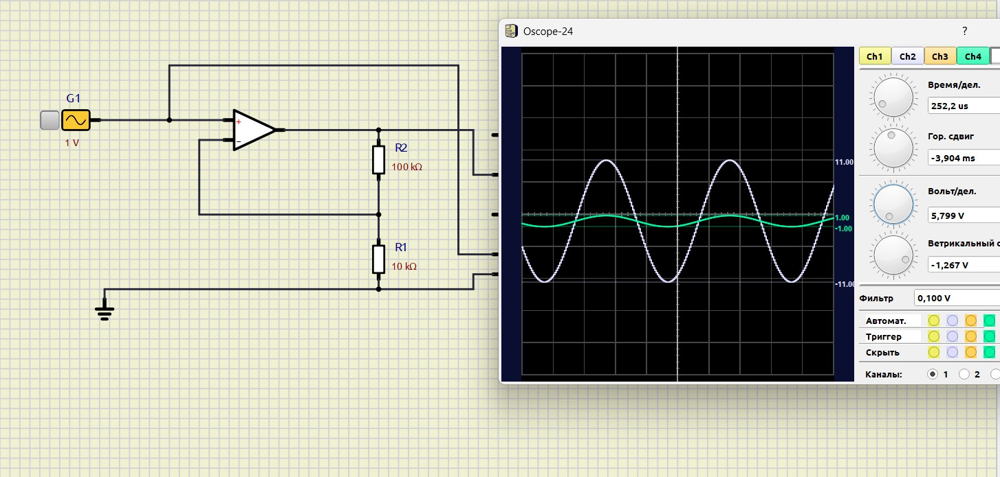 G1
1 V
+
−
R2
100 kΩ
R1
10 kΩ
Oscope-24
?
11.00
1.00
-1.00
-11.00
Ch1 Ch2 Ch3 Ch4
Время/дел.
252,2 us
Гор. сдвиг
-3,904 ms
Вольт/дел.
5,799 V
Ветрикальный с
-1,267 V
Фильтр 0,100 V
Автомат.
Триггер
Скрыть
Каналы: 1 2